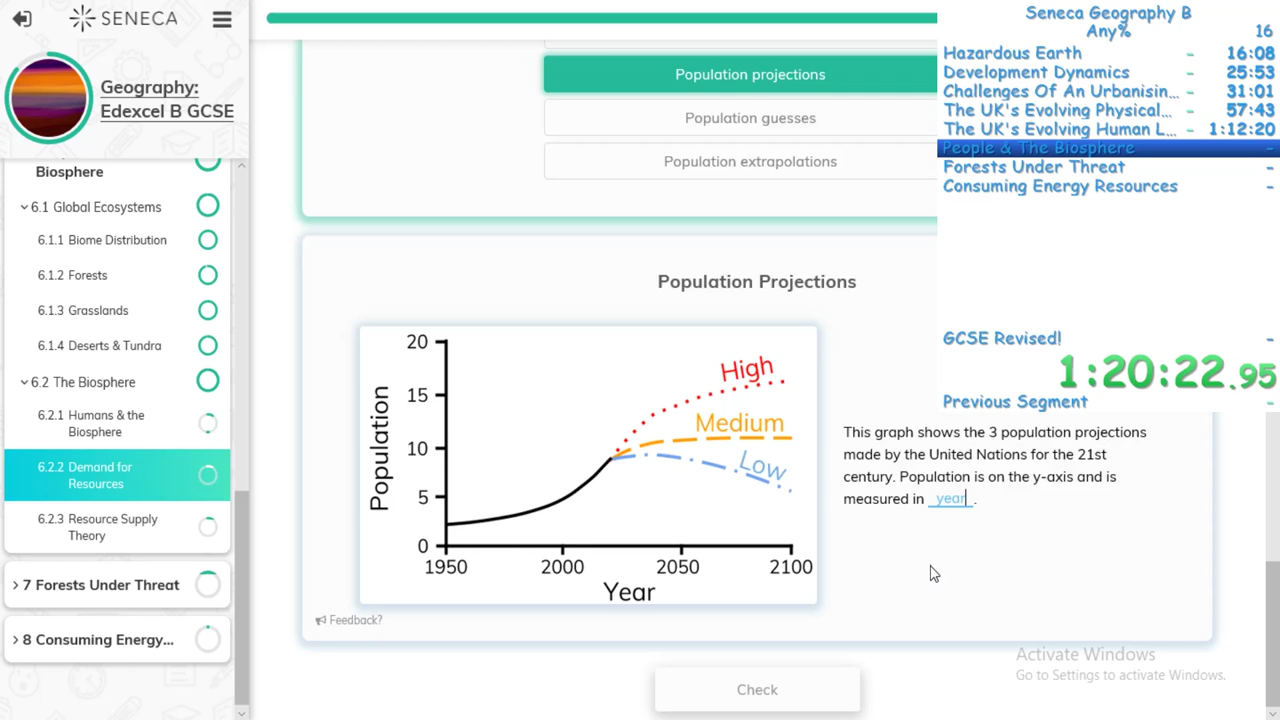 SENECA
Geography:
Edexcel B GCSE
Biosphere
6.1 Global Ecosystems
6.1.1 Biome Distribution
6.1.2 Forests
6.1.3 Grasslands
6.1.4 Deserts & Tundra
6.2 The Biosphere
6.2.1 Humans & the
Biosphere
6.2.2 Demand for
Resources
6.2.3 Resource Supply
Theory
7 Forests Under Threat
8 Consuming Energy...
Population projections
Population guesses
Population extrapolations
Population Projections
20
15
10
5
0
Population
High
Medium
Low
1950 2000 2050 2100
Year
Feedback?
This graph shows the 3 population projections
made by the United Nations for the 21st
century. Population is on the y-axis and is
measured in year .
Check
Seneca Geography B
Any% 16
Hazardous Earth - 16:08
Development Dynamics - 25:53
Challenges Of An Urbanisin... - 31:01
The UK's Evolving Physical... - 57:43
The UK's Evolving Human L... - 1:12:20
People & The Biosphere -
Forests Under Threat -
Consuming Energy Resources -
GCSE Revised! -
1:20:22.95
Previous Segment -
Activate Windows
Go to Settings to activate Windows.